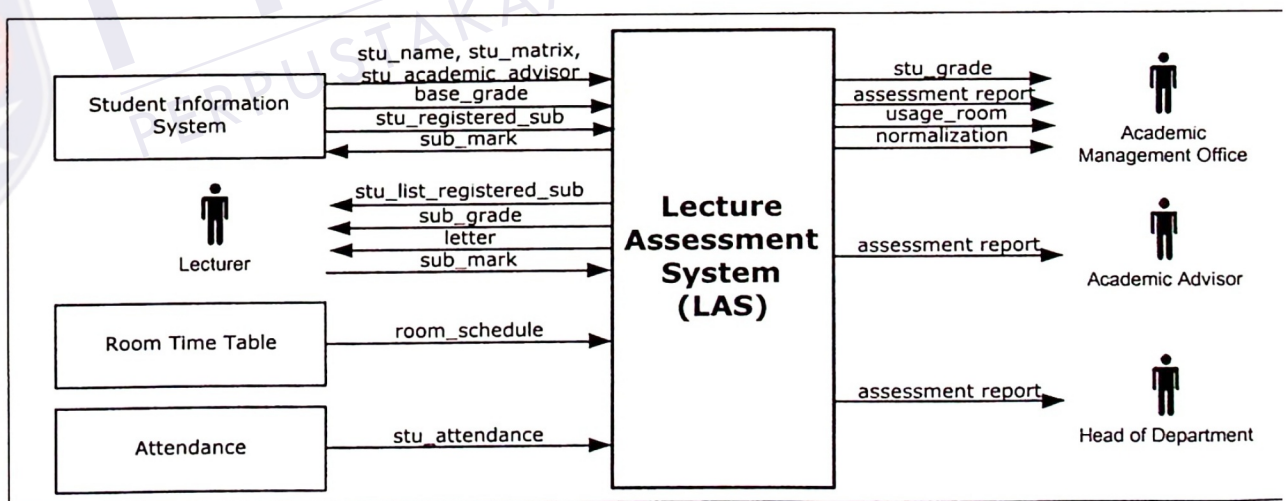 PERPUSTAKAA
stu_name, stu_matrix,
stu_academic_advisor
base_grade
stu_registered_sub
sub_mark
Student Information
System
stu_list_registered_sub
sub_grade
letter
sub_mark
Lecturer
Room Time Table
room_schedule
Attendance
stu_attendance
Lecture
Assessment
System
(LAS)
stu_grade
assessment report
usage_room
normalization
Academic
Management Office
assessment report
Academic Advisor
assessment report
Head of Department